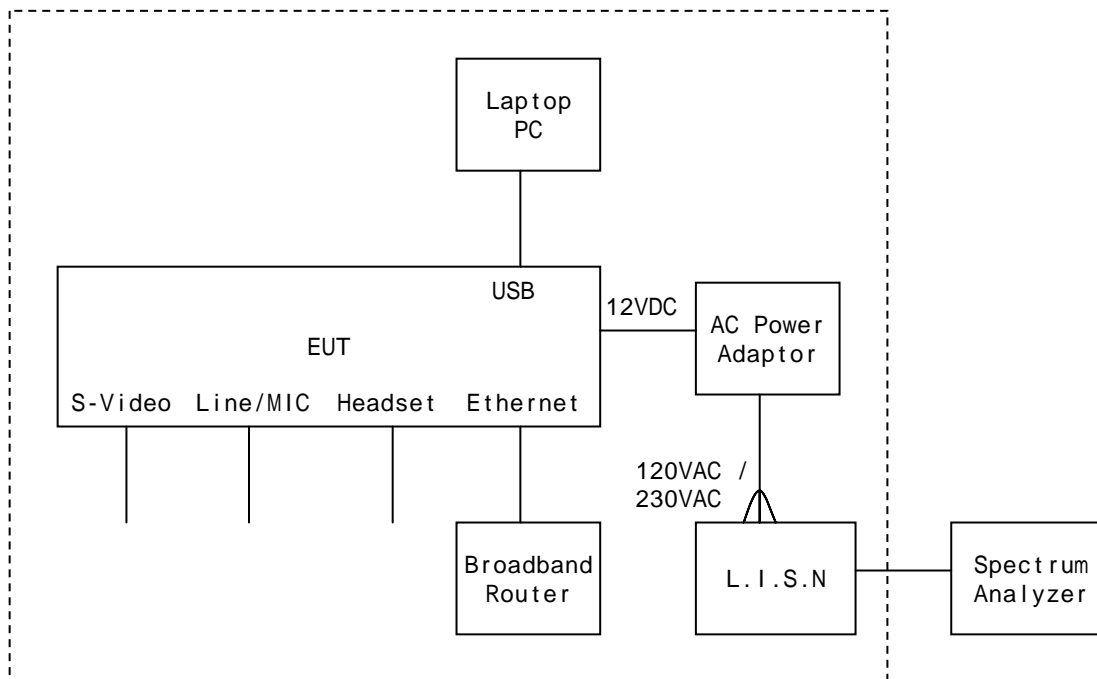 Laptop
PC
USB
12VDC
AC Power
Adaptor
EUT
S-Video Line/MIC Headset Ethernet
120VAC /
230VAC
Broadband
Router
L.I.S.N
Spectrum
Analyzer